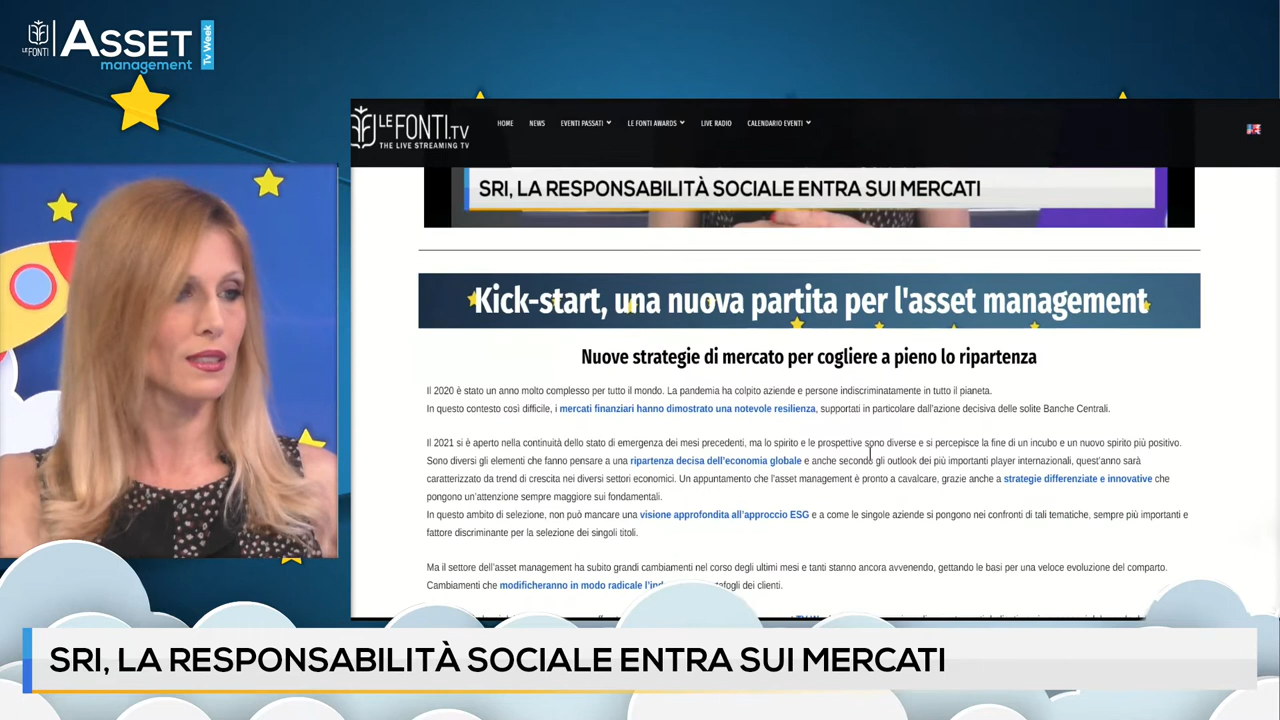 LE FONTI
ASSET
management
Tv Week
LE FONTI.TV
THE LIVE STREAMING TV
HOME NEWS EVENTI PASSATI LE FONTI AWARDS LIVE RADIO CALENDARIO EVENTI
SRI, LA RESPONSABILITÀ SOCIALE ENTRA SUI MERCATI
Kick-start, una nuova partita per l'asset management
Nuove strategie di mercato per cogliere a pieno lo ripartenza
Il 2020 è stato un anno molto complesso per tutto il mondo. La pandemia ha colpito aziende e persone indiscriminatamente in tutto il pianeta.
In questo contesto così difficile, i mercati finanziari hanno dimostrato una notevole resilienza, supportati in particolare dall'azione decisiva delle solite Banche Centrali.
Il 2021 si è aperto nella continuità dello stato di emergenza dei mesi precedenti, ma lo spirito e le prospettive sono diverse e si percepisce la fine di un incubo e un nuovo spirito più positivo.
Sono diversi gli elementi che fanno pensare a una ripartenza decisa dell'economia globale e anche secondo gli outlook dei più importanti player internazionali, quest'anno sarà
caratterizzato da trend di crescita nei diversi settori economici. Un appuntamento che l'asset management è pronto a cavalcare, grazie anche a strategie differenziate e innovative che
pongono un'attenzione sempre maggiore sui fondamentali.
In questo ambito di selezione, non può mancare una visione approfondita all'approccio ESG e a come le singole aziende si pongono nei confronti di tali tematiche, sempre più importanti e
fattore discriminante per la selezione dei singoli titoli.
Ma il settore dell'asset management ha subito grandi cambiamenti nel corso degli ultimi mesi e tanti stanno ancora avvenendo, gettando le basi per una veloce evoluzione del comparto.
Cambiamenti che modificheranno in modo radicale dei clienti.
SRI, LA RESPONSABILITÀ SOCIALE ENTRA SUI MERCATI